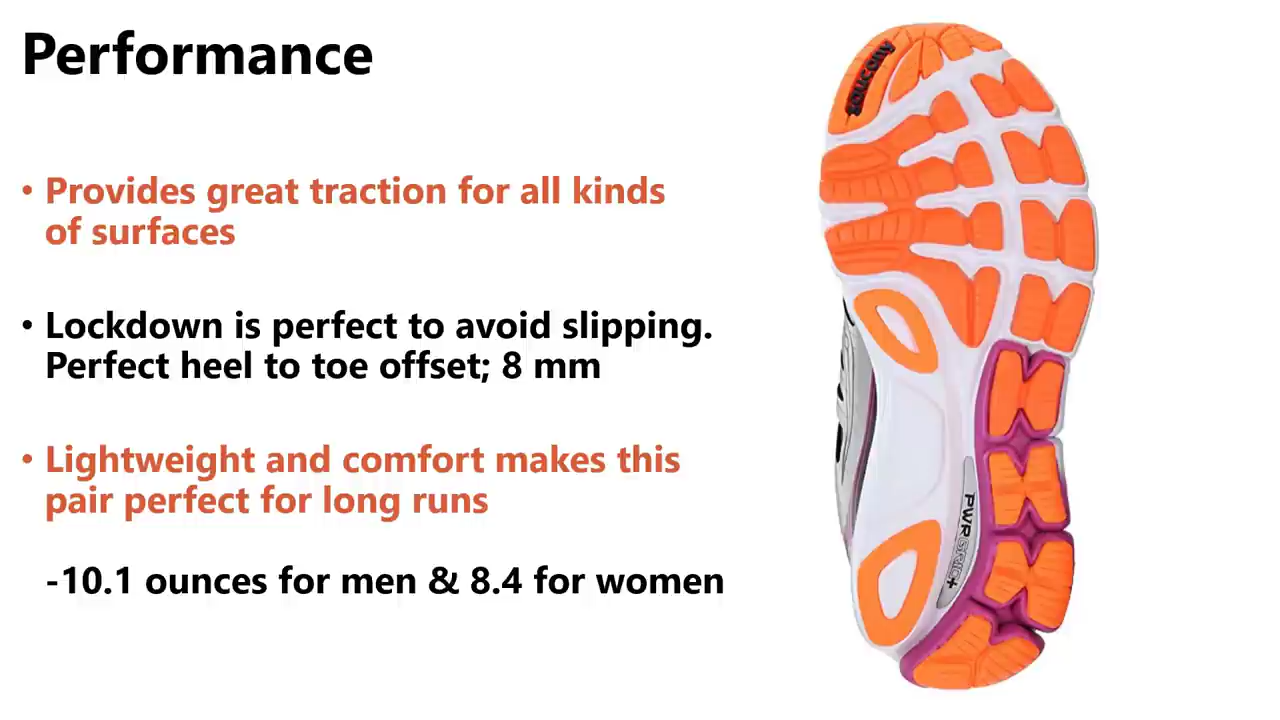 Performance
• Provides great traction for all kinds
of surfaces
• Lockdown is perfect to avoid slipping.
Perfect heel to toe offset; 8 mm
• Lightweight and comfort makes this
pair perfect for long runs
-10.1 ounces for men & 8.4 for women
saucony
PWRGRID+